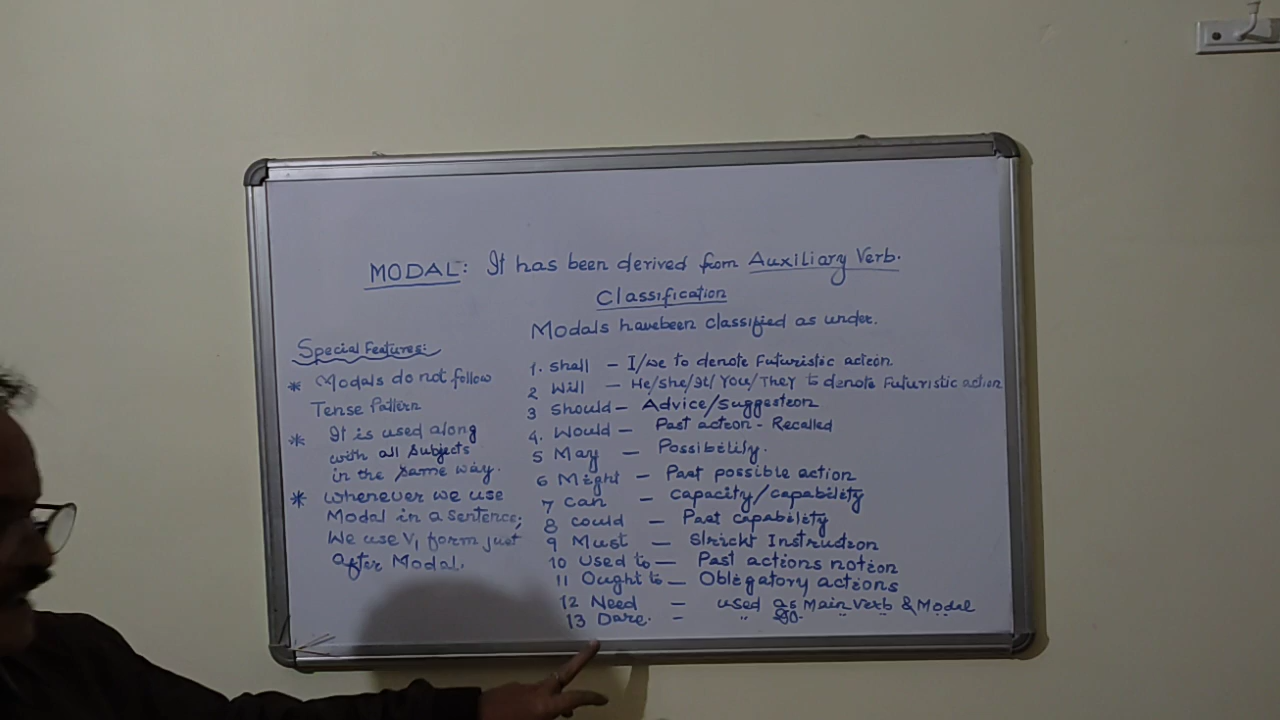 MODAL: It has been derived from Auxiliary Verb.
Classification
Modals havebeen classified as under.
Special Features:
* Modals do not follow
Tense Pattern
* It is used along
with all Subjects
in the same way.
* Whenever we use
Modal in a sentence;
We use V1 form just
after Modal.
1. Shall - I/we to denote Futuristic action
2 Will - He/She/It/You/They to denote Futuristic action
3 Should - Advice/Suggestion
4. Would - Past action - Recalled
5 May - Possibility.
6 Might - Past possible action
7 Can - Capacity/capability
8 Could - Past capability
9 Must - Strickt Instruction
10 Used to - Past actions notion
11 Ought to - Obligatory actions
12 Need - used as Main Verb & Modal
13 Dare. - " do.